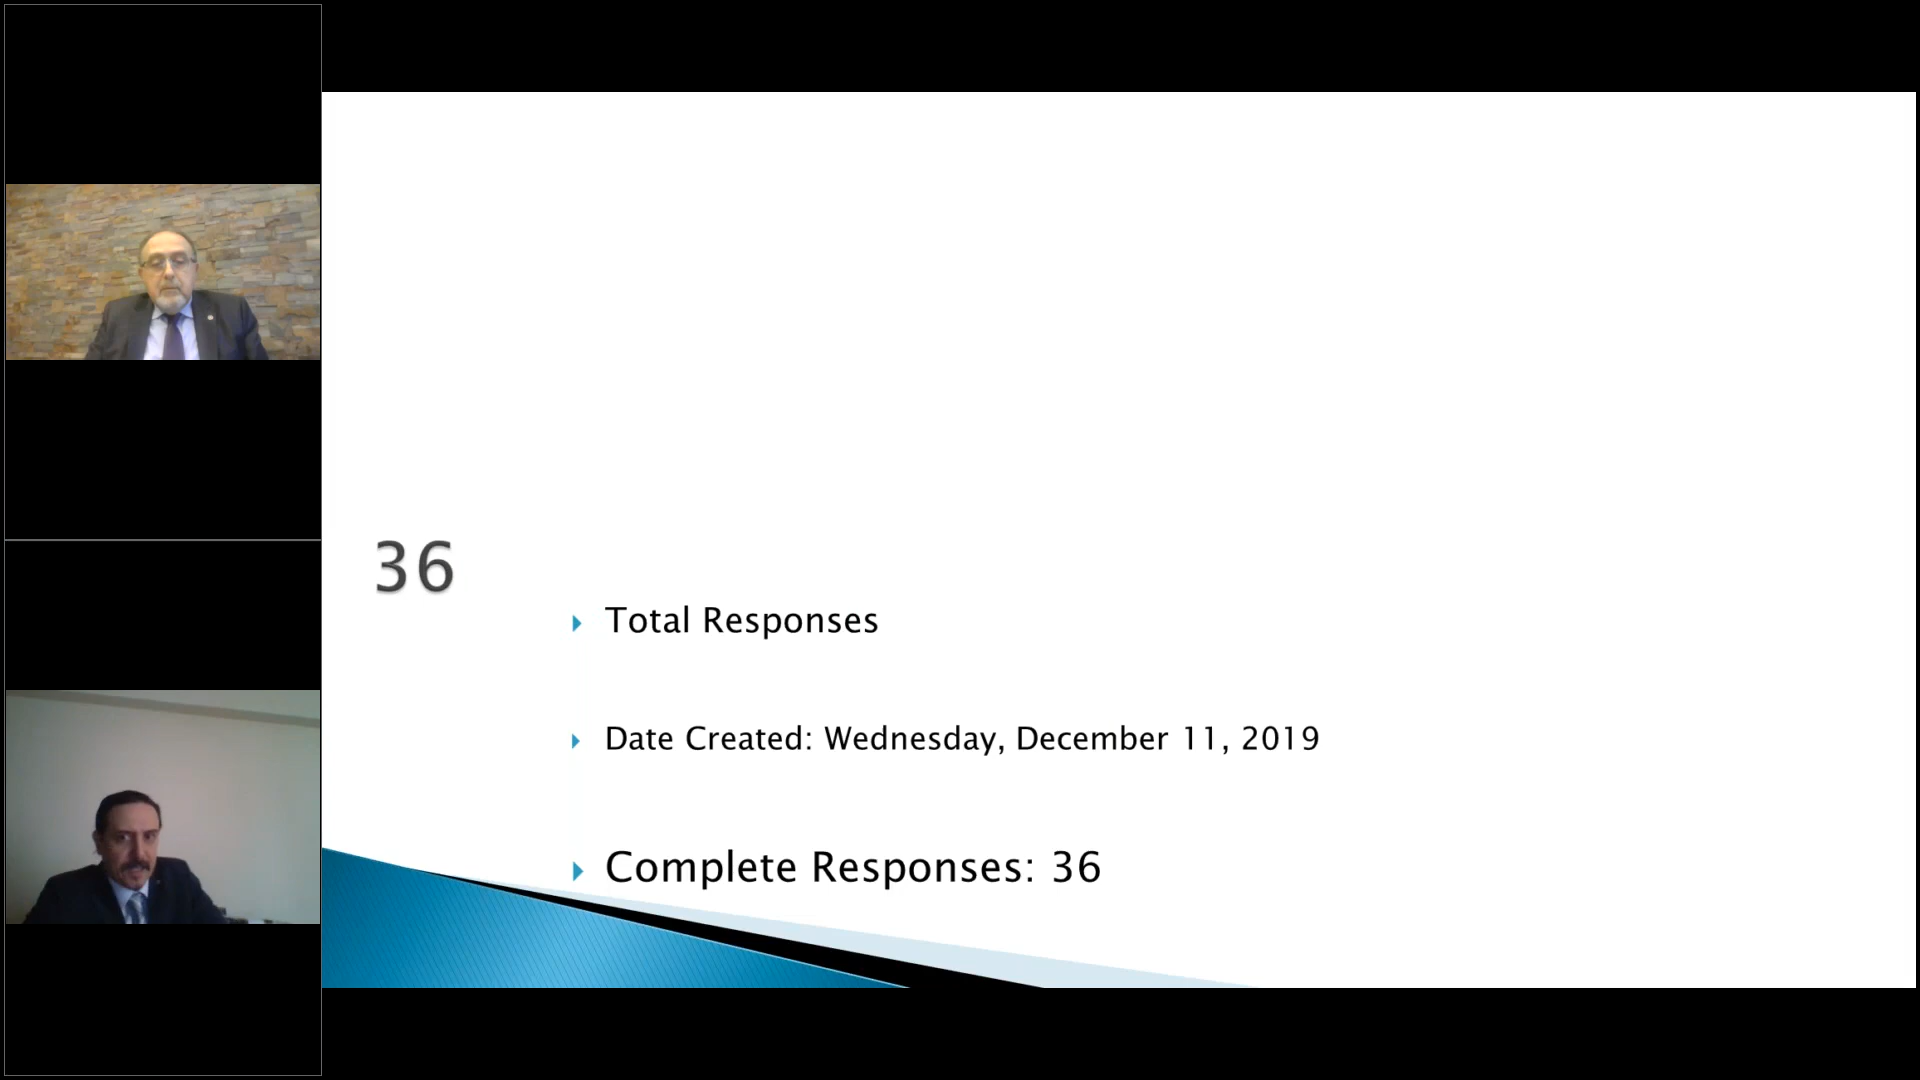 36
Total Responses
Date Created: Wednesday, December 11, 2019
Complete Responses: 36